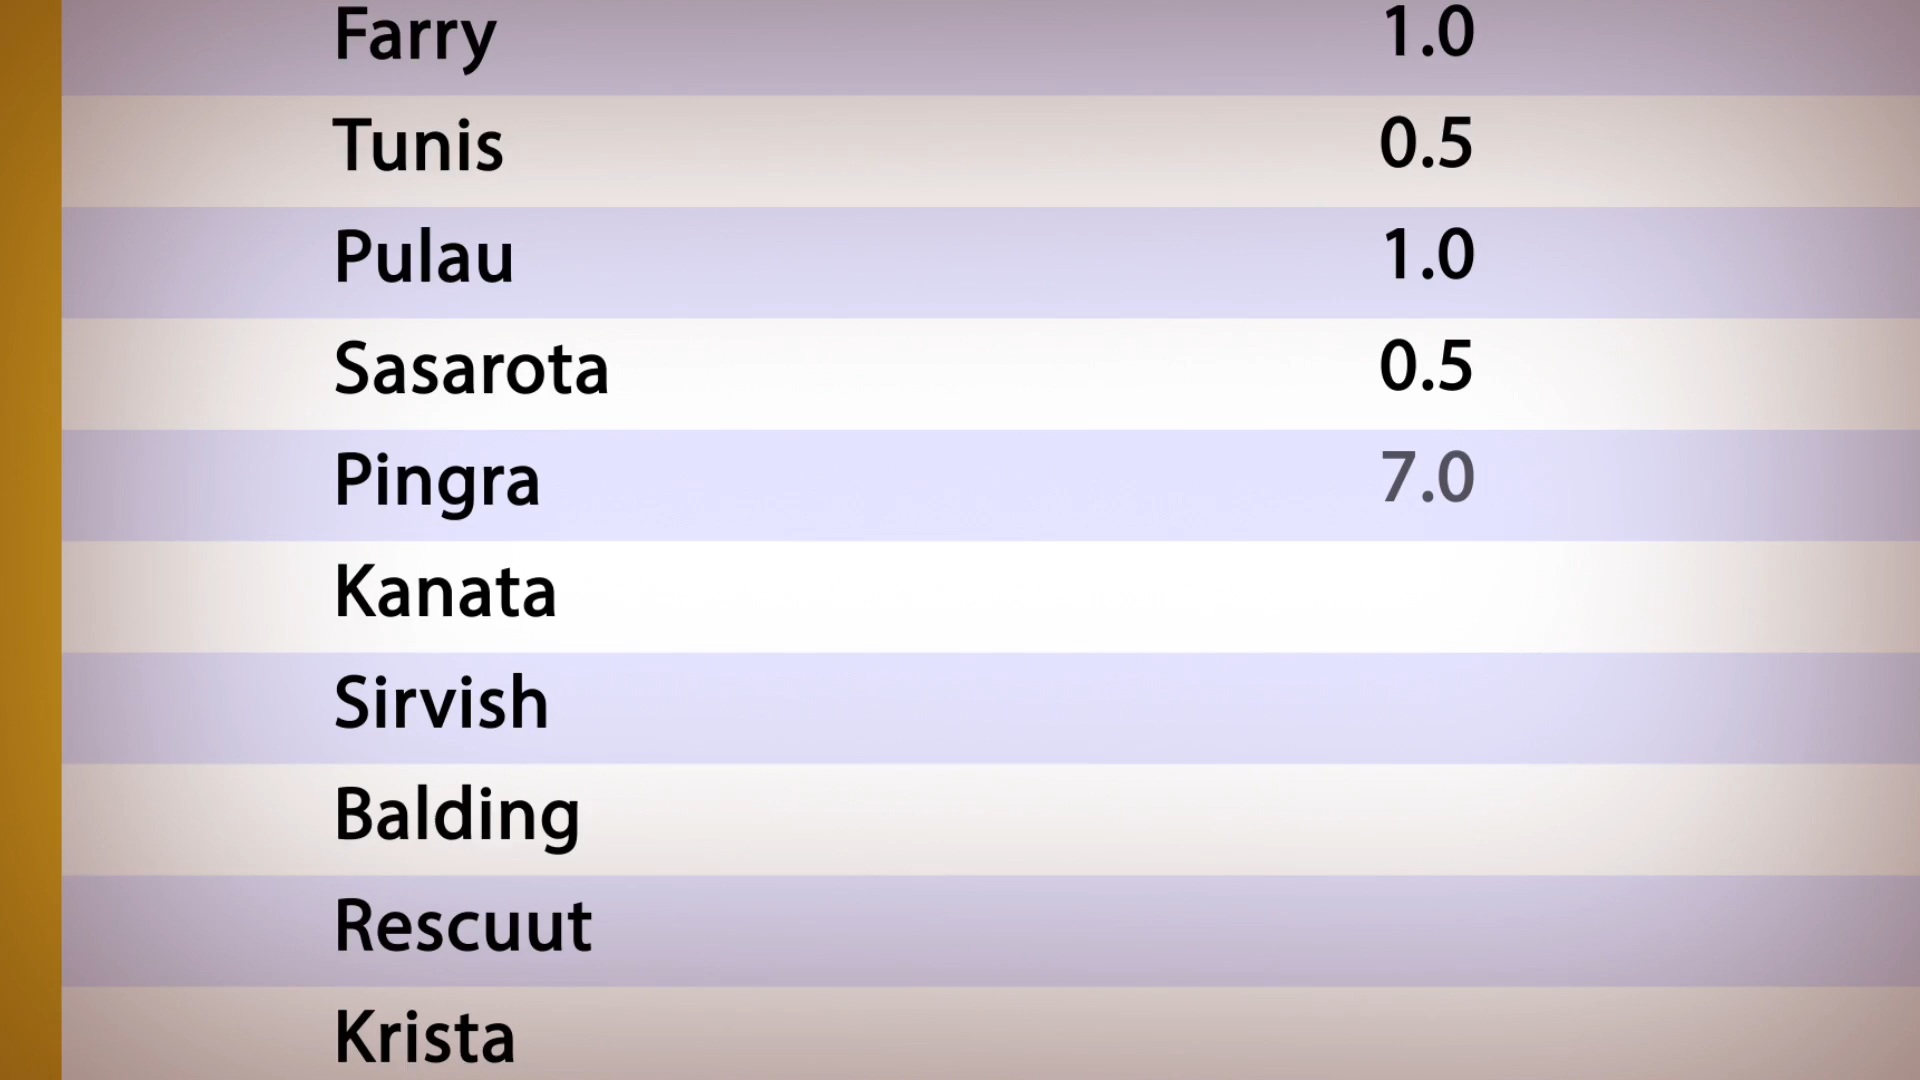 Farry 1.0
Tunis 0.5
Pulau 1.0
Sasarota 0.5
Pingra 7.0
Kanata
Sirvish
Balding
Rescuut
Krista